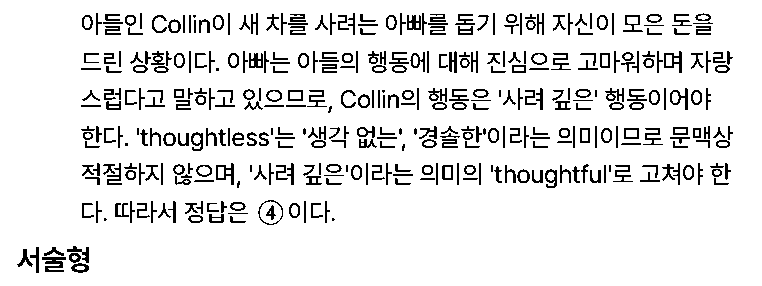 아들인 Collin이 새 차를 사려는 아빠를 돕기 위해 자신이 모은 돈을
드린 상황이다. 아빠는 아들의 행동에 대해 진심으로 고마워하며 자랑
스럽다고 말하고 있으므로, Collin의 행동은 '사려 깊은' 행동이어야
한다. 'thoughtless'는 '생각 없는', '경솔한'이라는 의미이므로 문맥상
적절하지 않으며, '사려 깊은'이라는 의미의 'thoughtful'로 고쳐야 한
다. 따라서 정답은 ④이다.
서술형